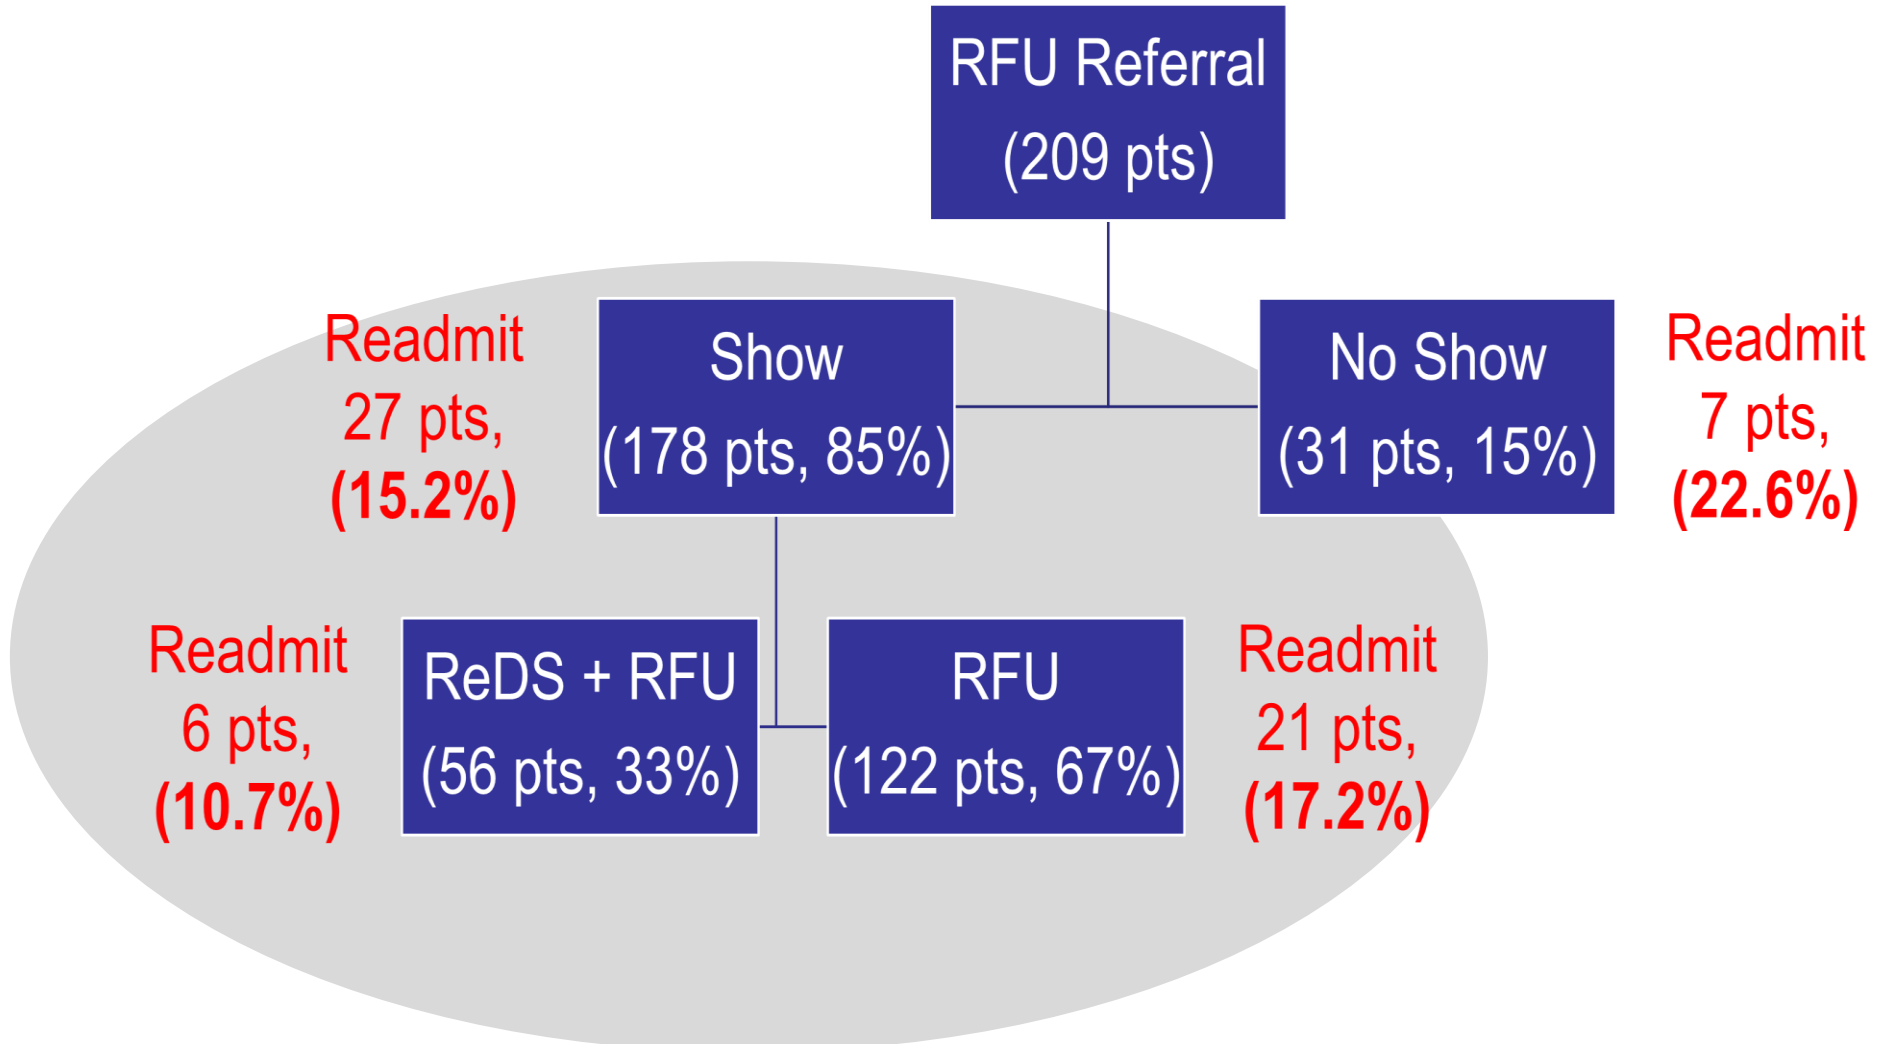 RFU Referral
(209 pts)
Readmit
27 pts,
(15.2%)
Show
(178 pts, 85%)
No Show
(31 pts, 15%)
Readmit
7 pts,
(22.6%)
Readmit
6 pts,
(10.7%)
ReDS + RFU
(56 pts, 33%)
RFU
(122 pts, 67%)
Readmit
21 pts,
(17.2%)